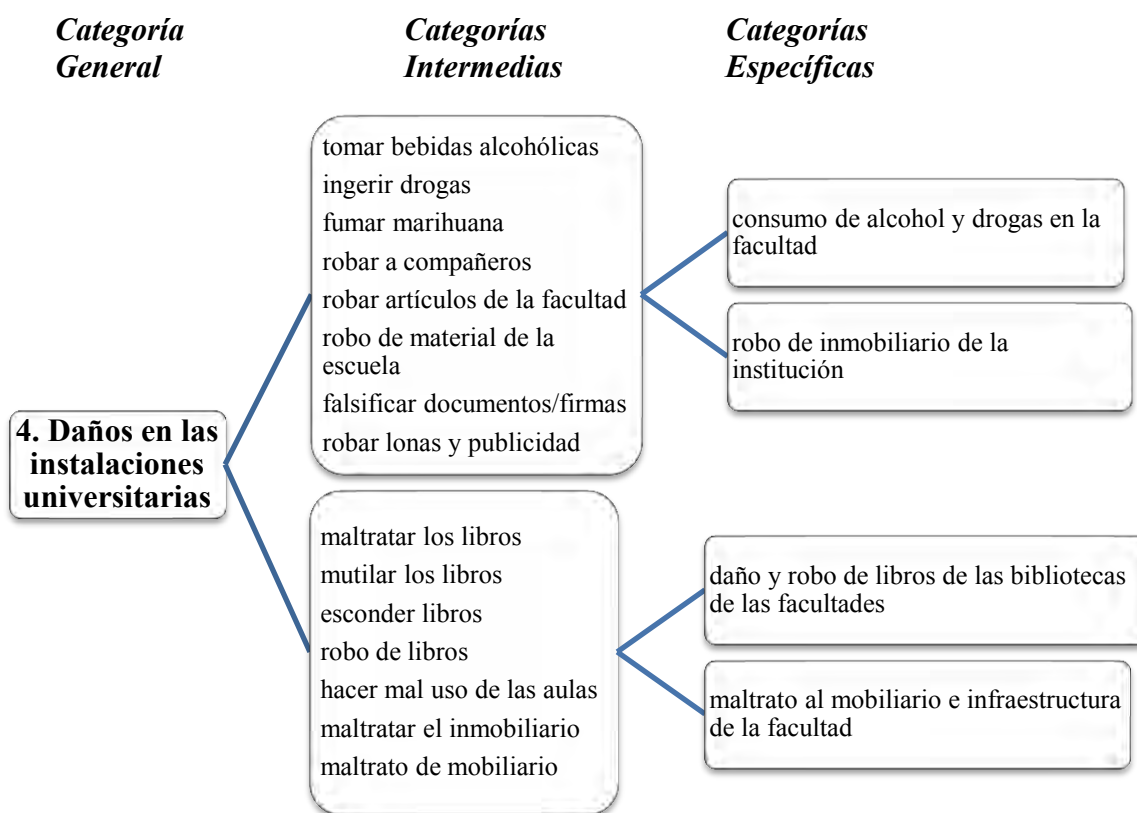 Categoría
General
Categorías
Intermedias
Categorías
Específicas
4. Daños en las
instalaciones
universitarias
tomar bebidas alcohólicas
ingerir drogas
fumar marihuana
robar a compañeros
robar artículos de la facultad
robo de material de la
escuela
falsificar documentos/firmas
robar lonas y publicidad
consumo de alcohol y drogas en la
facultad
robo de inmobiliario de la
institución
maltratar los libros
mutilar los libros
esconder libros
robo de libros
hacer mal uso de las aulas
maltratar el inmobiliario
maltrato de mobiliario
daño y robo de libros de las bibliotecas
de las facultades
maltrato al mobiliario e infraestructura
de la facultad